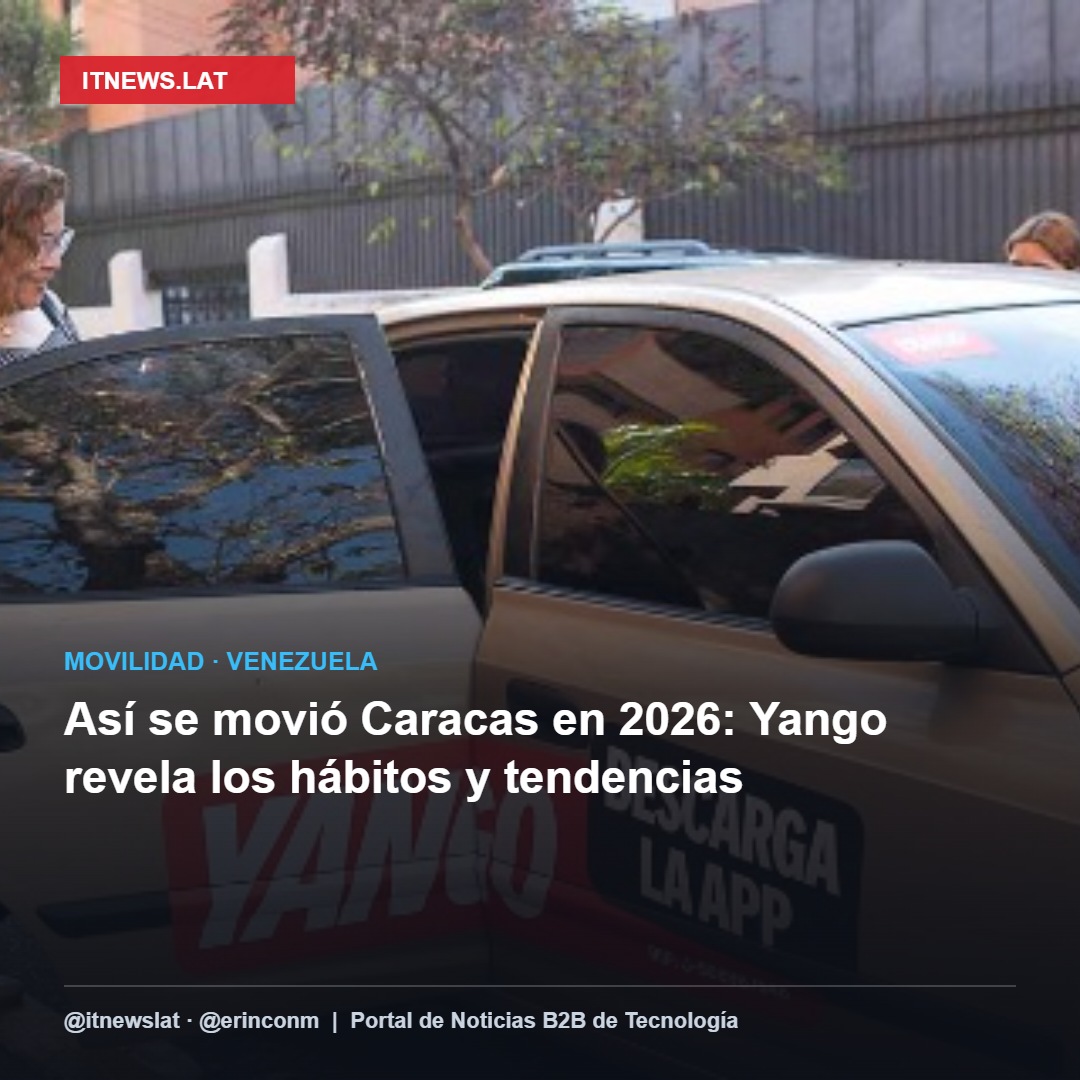 ITNEWS.LAT
MOVILIDAD · VENEZUELA
Así se movió Caracas en 2026: Yango
revela los hábitos y tendencias
YANGO
DESCARGA
LA APP
@itnewslat · @erinconm | Portal de Noticias B2B de Tecnología